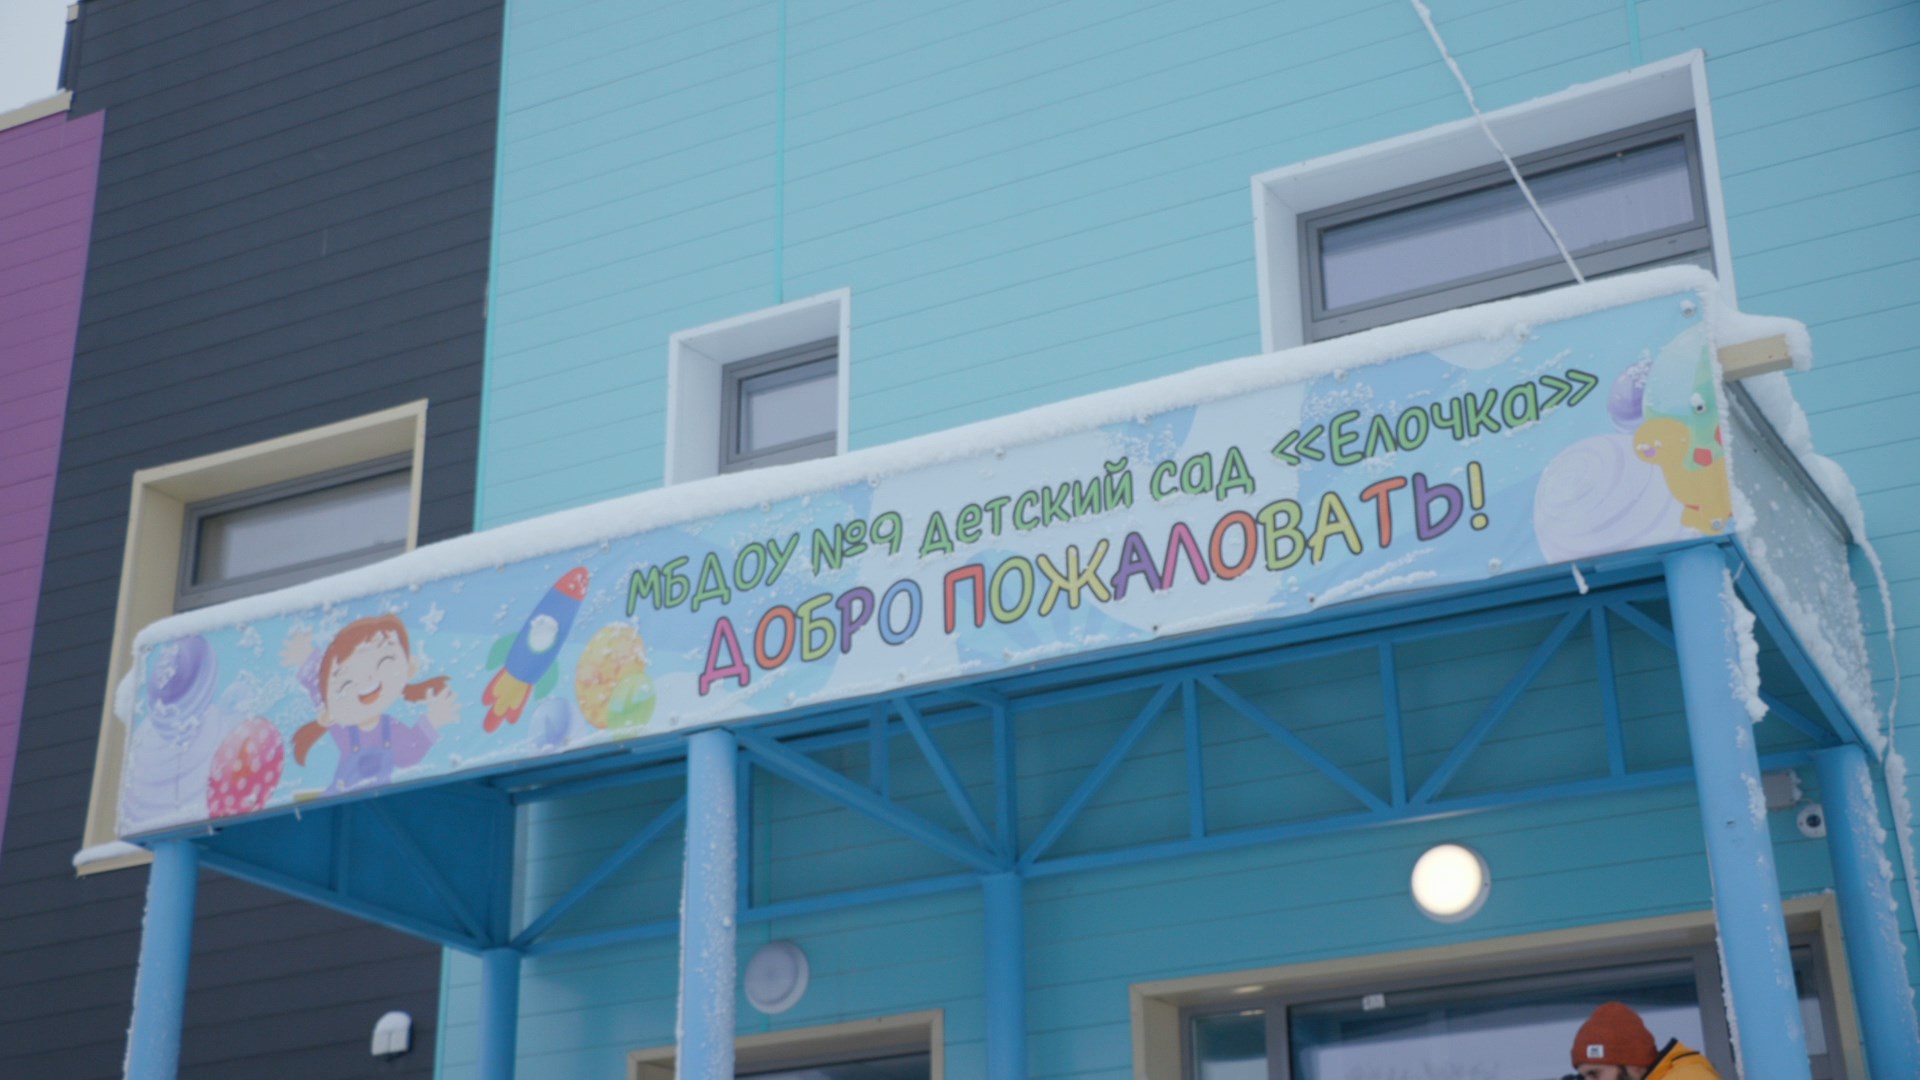 МБДОУ №9 детский сад «Елочка»
ДОБРО ПОЖАЛОВАТЬ!